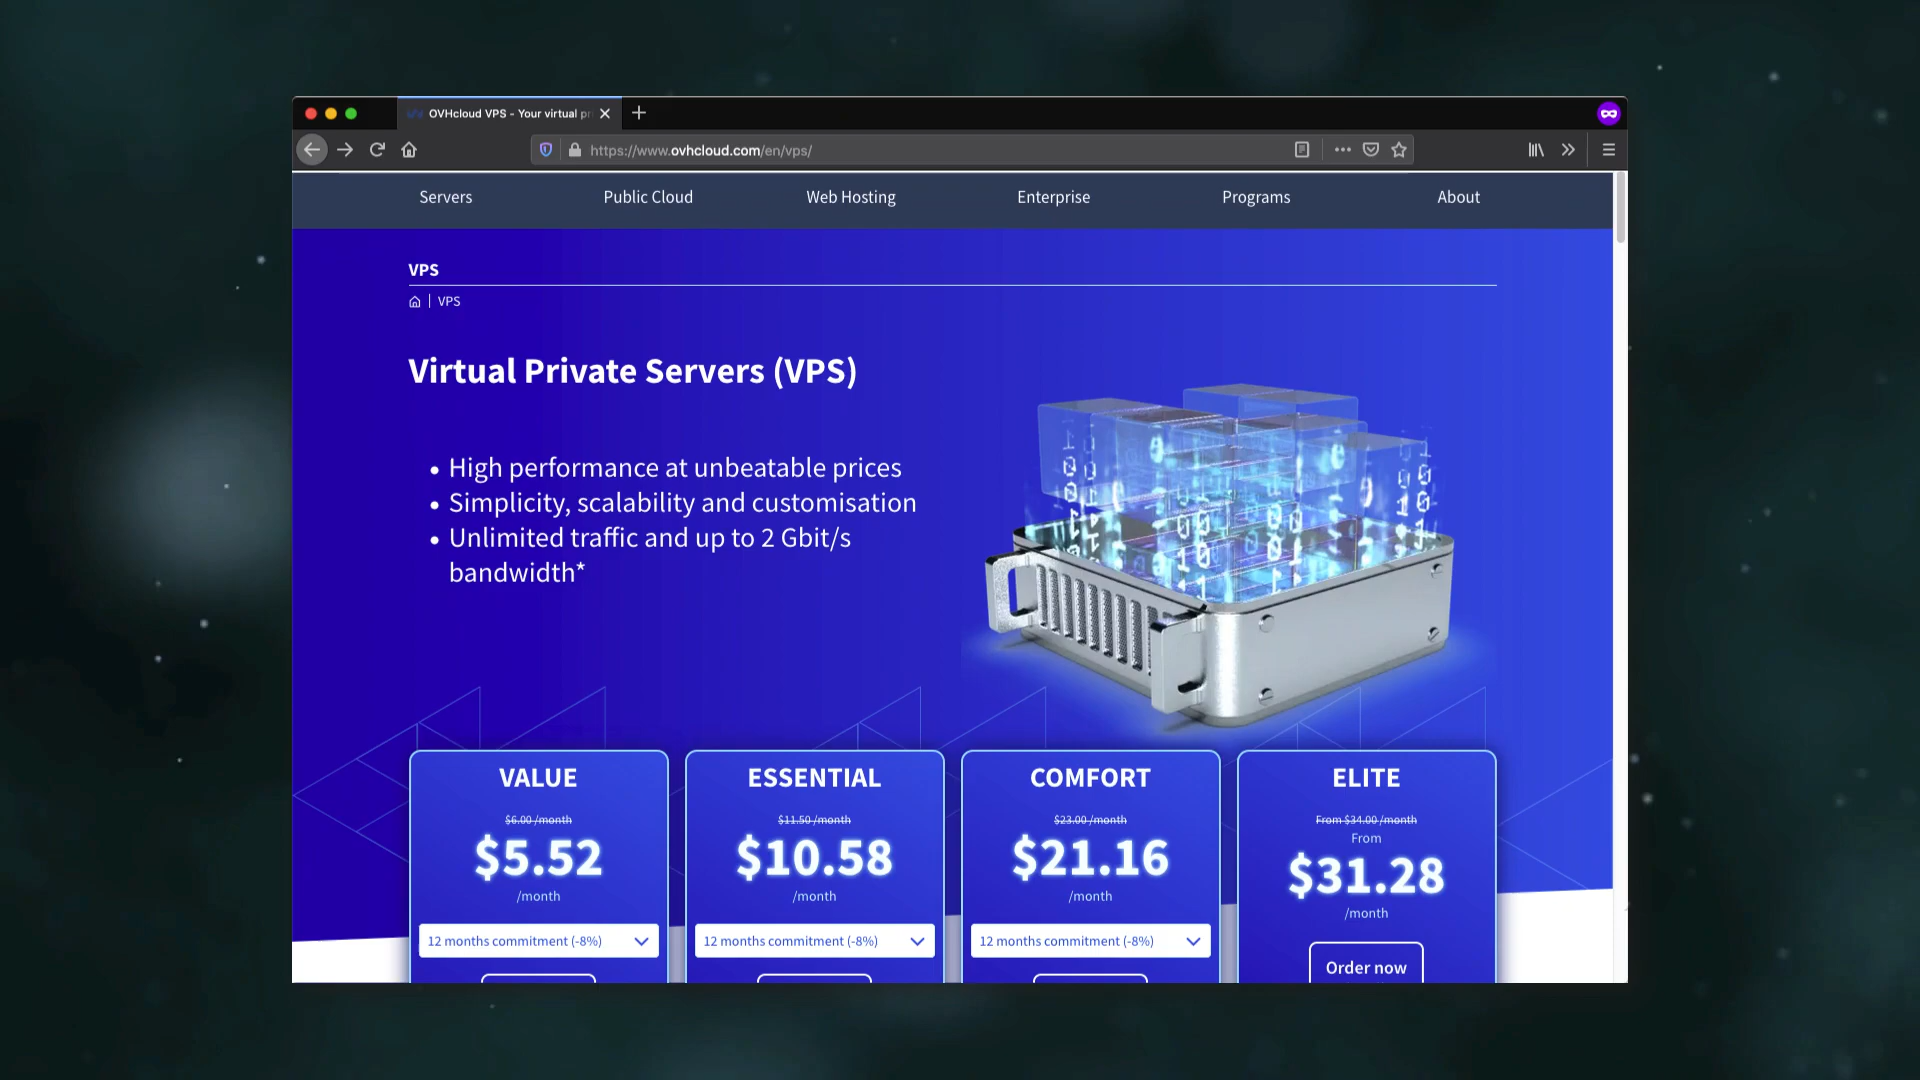 OVHcloud VPS - Your virtual pr
https://www.ovhcloud.com/en/vps/
Servers Public Cloud Web Hosting Enterprise Programs About
VPS
VPS
Virtual Private Servers (VPS)
• High performance at unbeatable prices
• Simplicity, scalability and customisation
• Unlimited traffic and up to 2 Gbit/s
bandwidth*
VALUE
$6.00 /month
$5.52
/month
12 months commitment (-8%)
ESSENTIAL
$11.50 /month
$10.58
/month
12 months commitment (-8%)
COMFORT
$23.00 /month
$21.16
/month
12 months commitment (-8%)
ELITE
From $34.00 /month
From
$31.28
/month
Order now